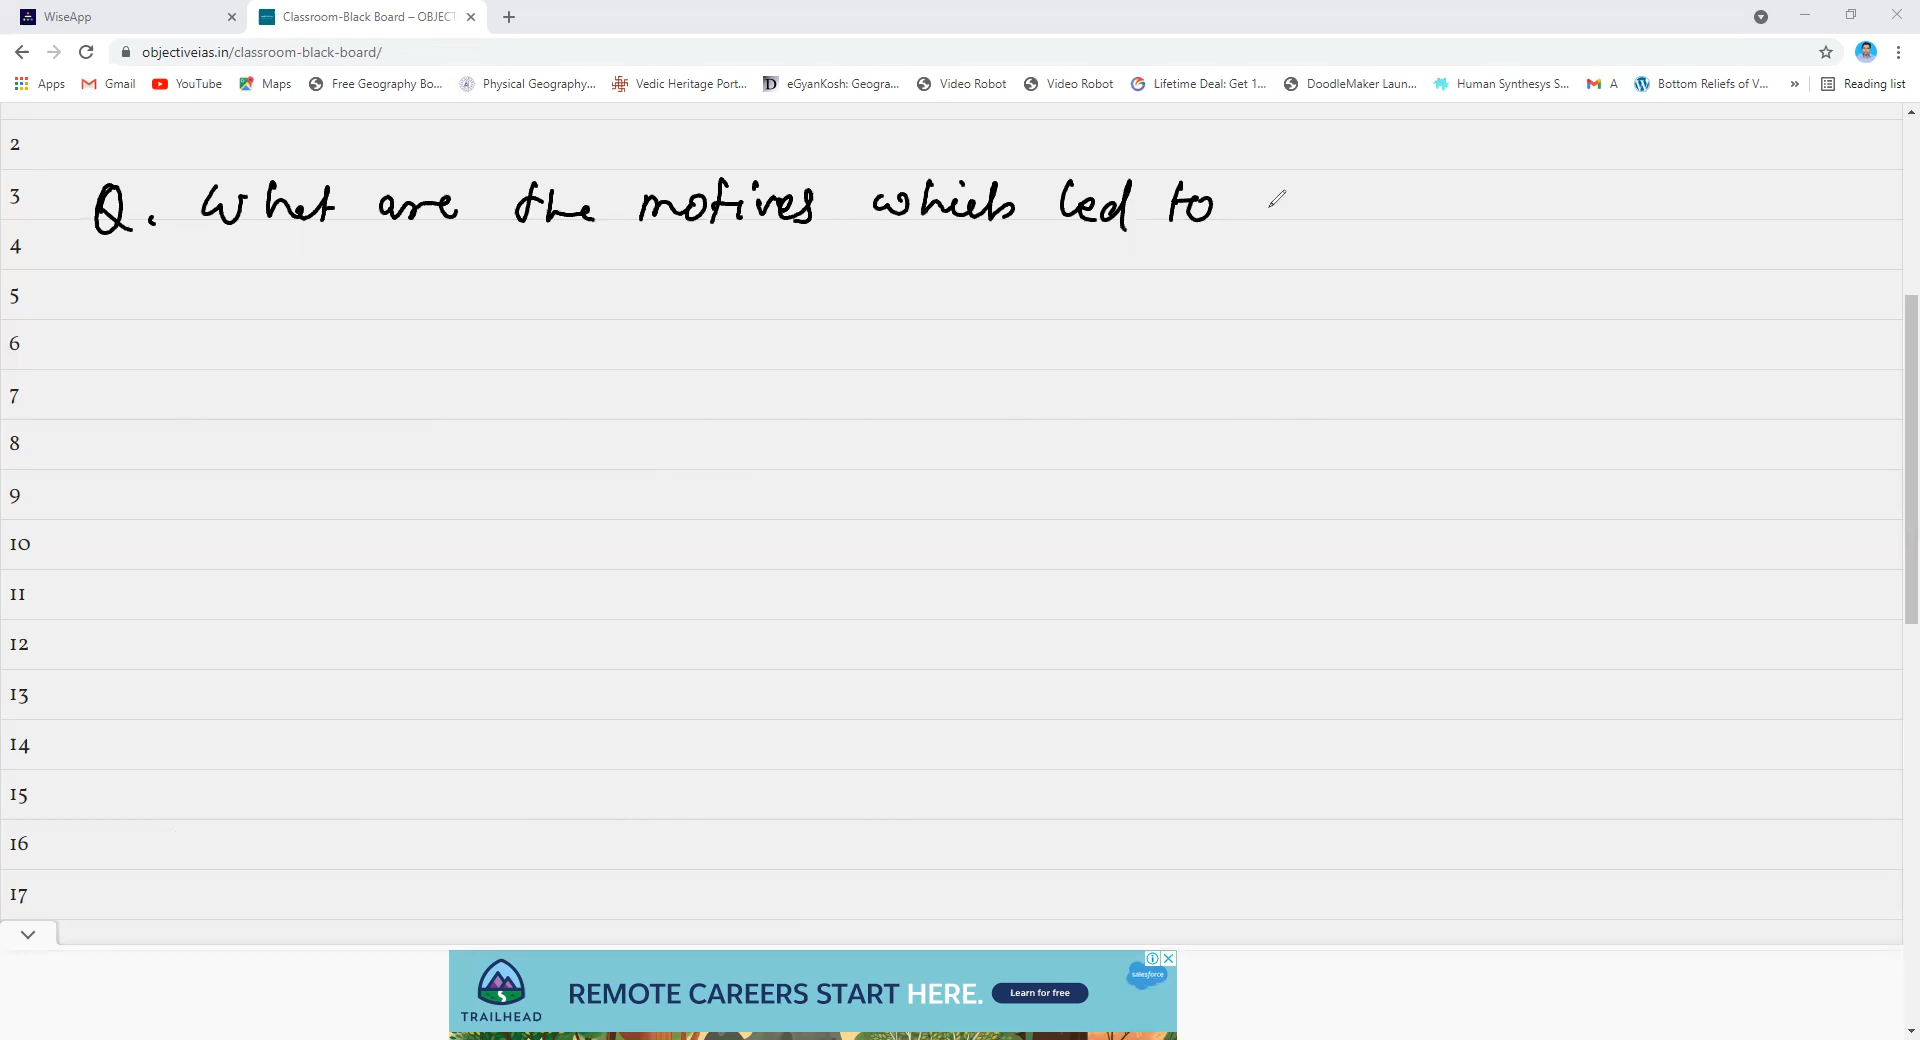 WiseApp
Classroom-Black Board – OBJECT
objectiveias.in/classroom-black-board/
Apps Gmail YouTube Maps Free Geography Bo... Physical Geography,... Vedic Heritage Port... eGyanKosh: Geogra... Video Robot Video Robot Lifetime Deal: Get 1... DoodleMaker Laun... Human Synthesys S... A Bottom Reliefs of V... » Reading list
2
3 Q. What are the motives which led to
4
5
6
7
8
9
10
11
12
13
14
15
16
17
TRAILHEAD
REMOTE CAREERS START HERE.
Learn for free
salesforce